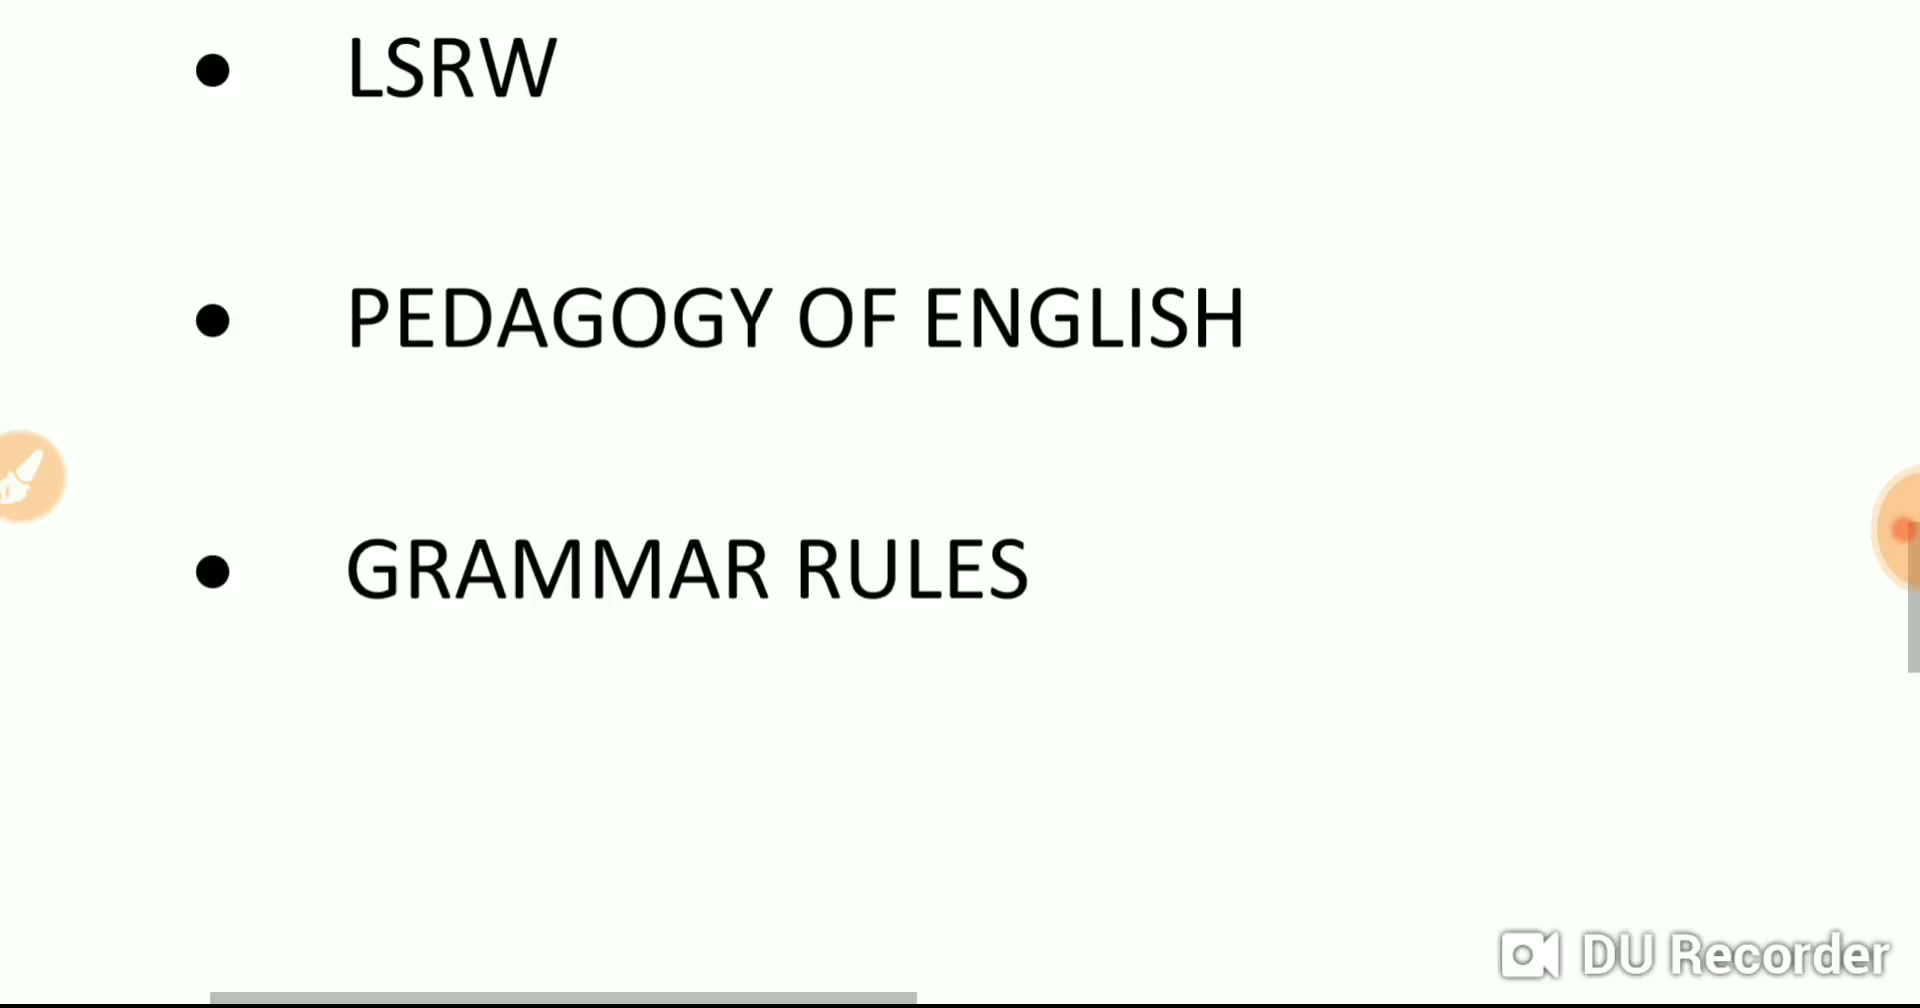 • LSRW
• PEDAGOGY OF ENGLISH
• GRAMMAR RULES
DU Recorder